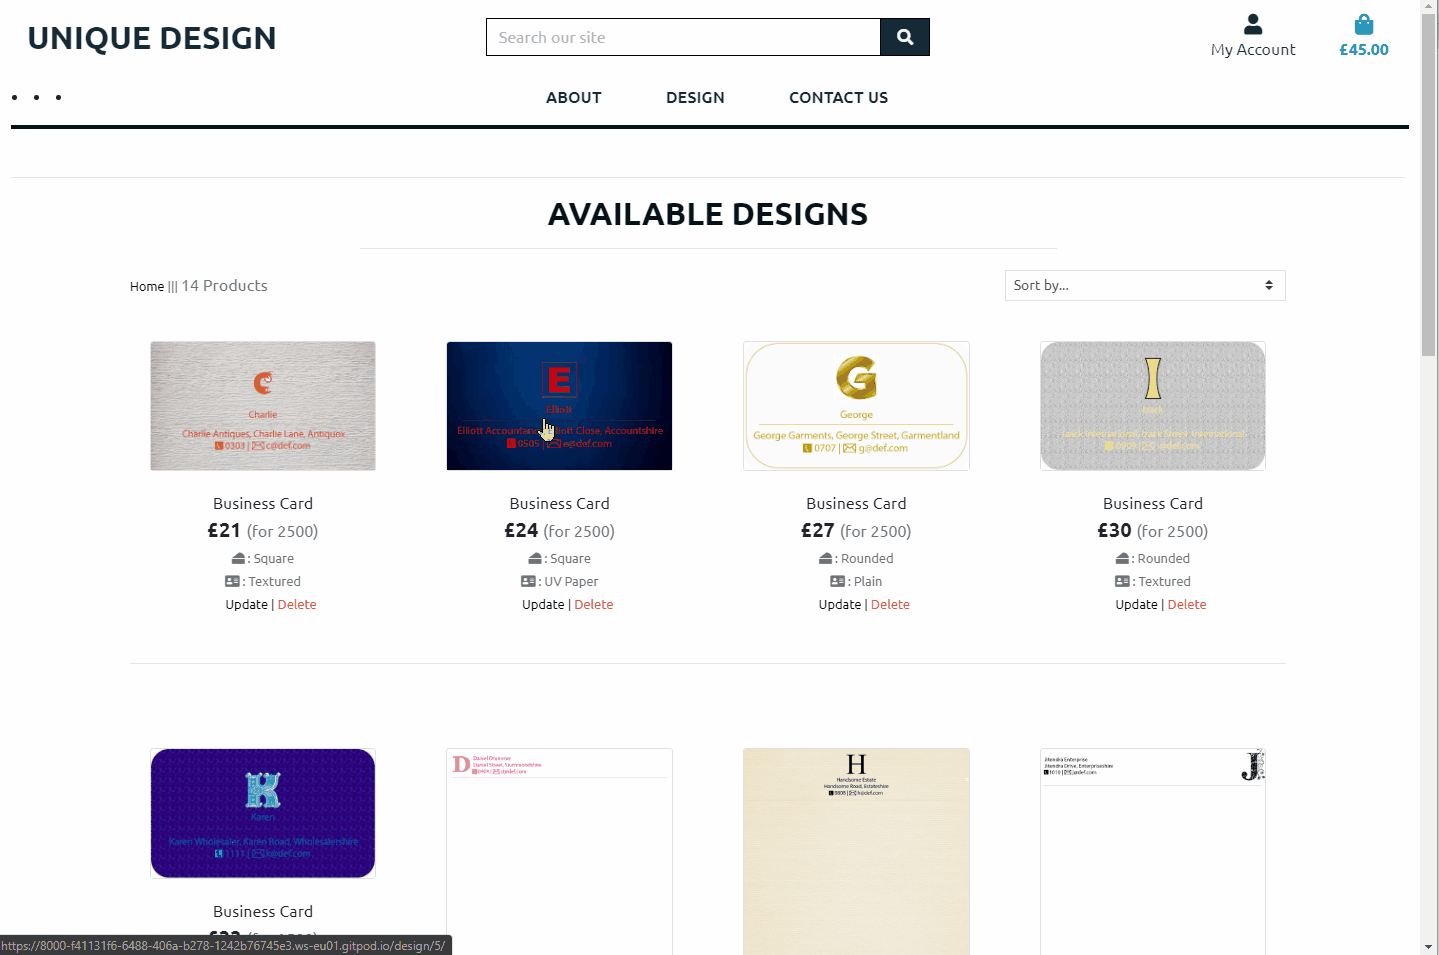 UNIQUE DESIGN
Search our site
My Account
£45.00
ABOUT
DESIGN
CONTACT US
AVAILABLE DESIGNS
Home ||| 14 Products
Sort by...
Charlie
Charlie Antiques, Charlie Lane, Antiquox
0303 | c@def.com
E
Elliott
Elliott Accountanc Elliott Close, Accountshire
0505 | e@def.com
G
George
George Garments, George Street, Garmentland
0707 | g@def.com
I
Business Card
£21 (for 2500)
: Square
: Textured
Update | Delete
Business Card
£24 (for 2500)
: Square
: UV Paper
Update | Delete
Business Card
£27 (for 2500)
: Rounded
: Plain
Update | Delete
Business Card
£30 (for 2500)
: Rounded
: Textured
Update | Delete
K
Karen
Karen Wholesaler, Karen Road, Wholesalershire
1111 | k@def.com
D
Daniel Drummer
Daniel Street, Drummondshire
0404 | d@def.com
H
Handsome Estate
Handsome Road, Estateshire
0808 | h@def.com
Jitendra Enterprise
Jitendra Drive, Enterpriseshire
1010 | j@def.com
J
Business Card
https://8000-f41131f6-6488-406a-b278-1242b76745e3.ws-eu01.gitpod.io/design/5/